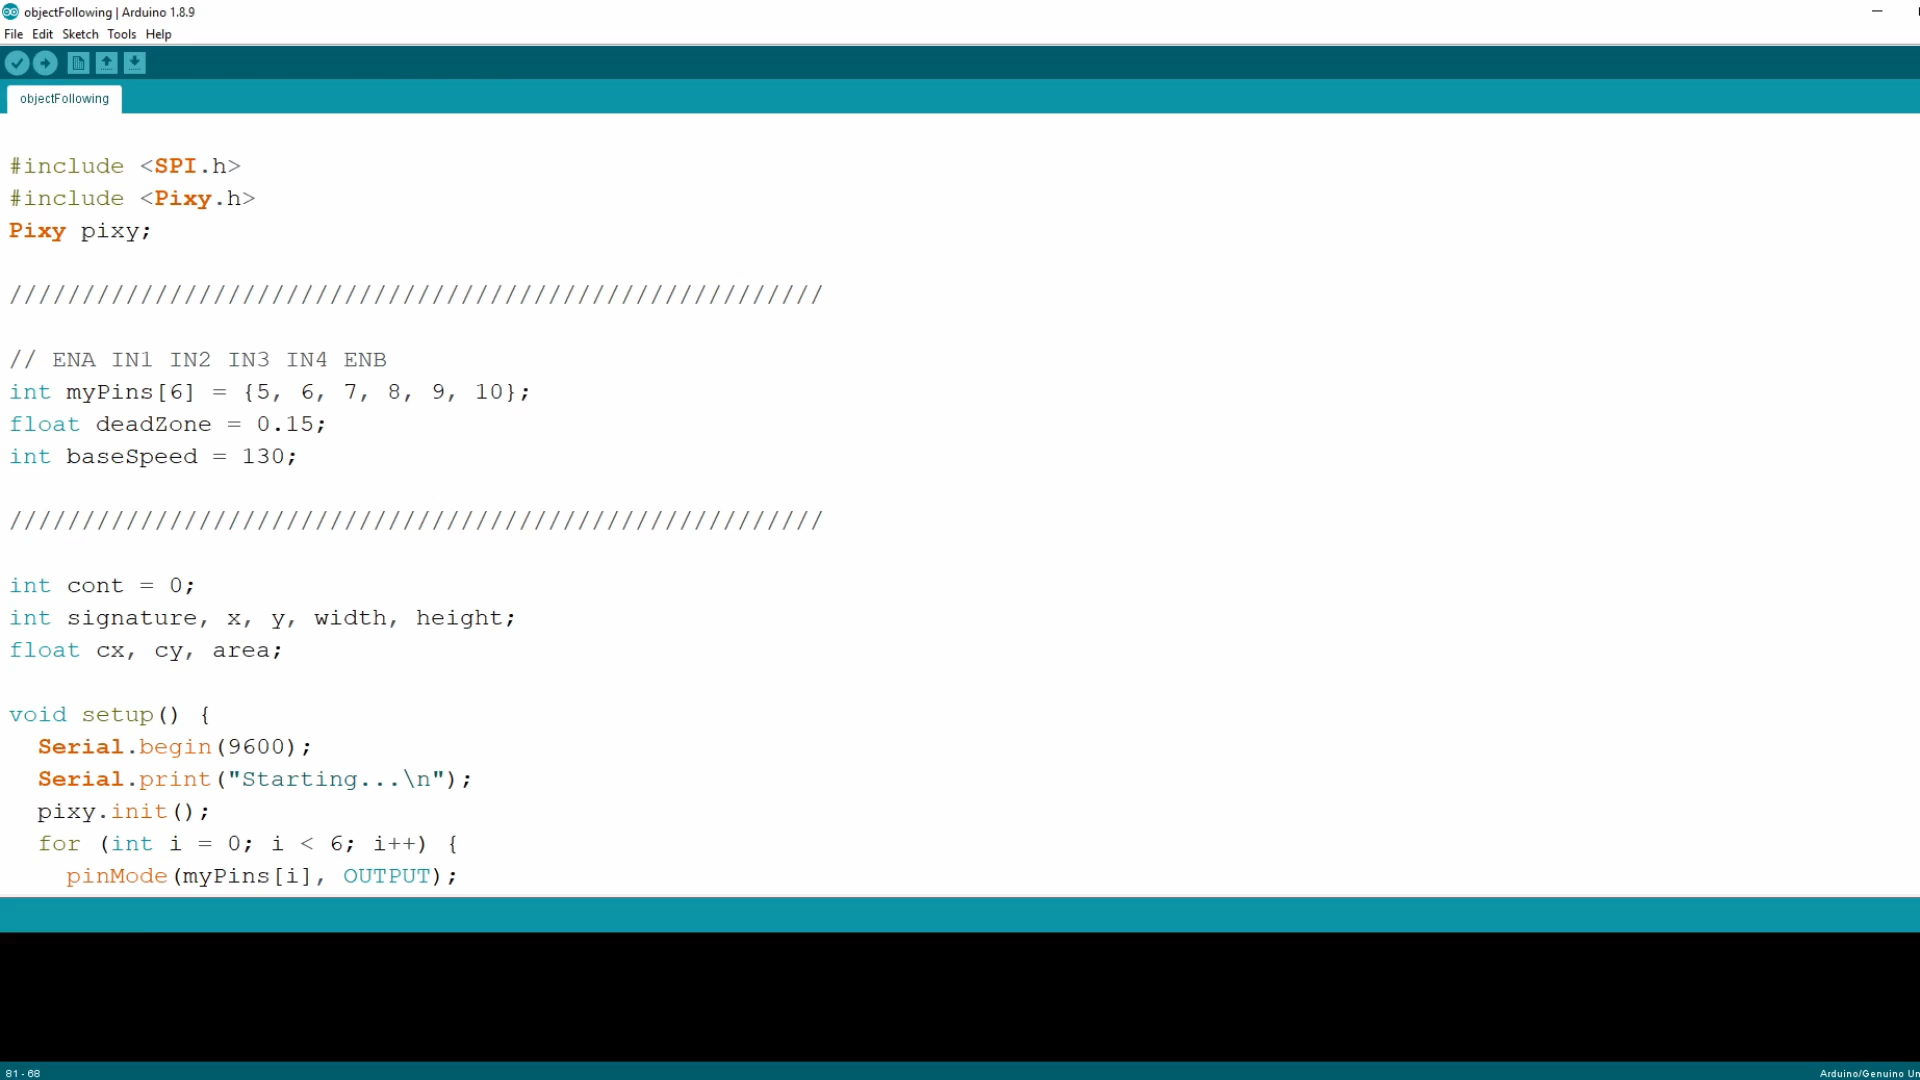 objectFollowing | Arduino 1.8.9
File Edit Sketch Tools Help
objectFollowing
#include <SPI.h>
#include <Pixy.h>
Pixy pixy;
////////////////////////////////////////////////////////
// ENA IN1 IN2 IN3 IN4 ENB
int myPins[6] = {5, 6, 7, 8, 9, 10};
float deadZone = 0.15;
int baseSpeed = 130;
////////////////////////////////////////////////////////
int cont = 0;
int signature, x, y, width, height;
float cx, cy, area;
void setup() {
Serial.begin(9600);
Serial.print("Starting...\n");
pixy.init();
for (int i = 0; i < 6; i++) {
pinMode(myPins[i], OUTPUT);
81 - 68
Arduino/Genuino Un